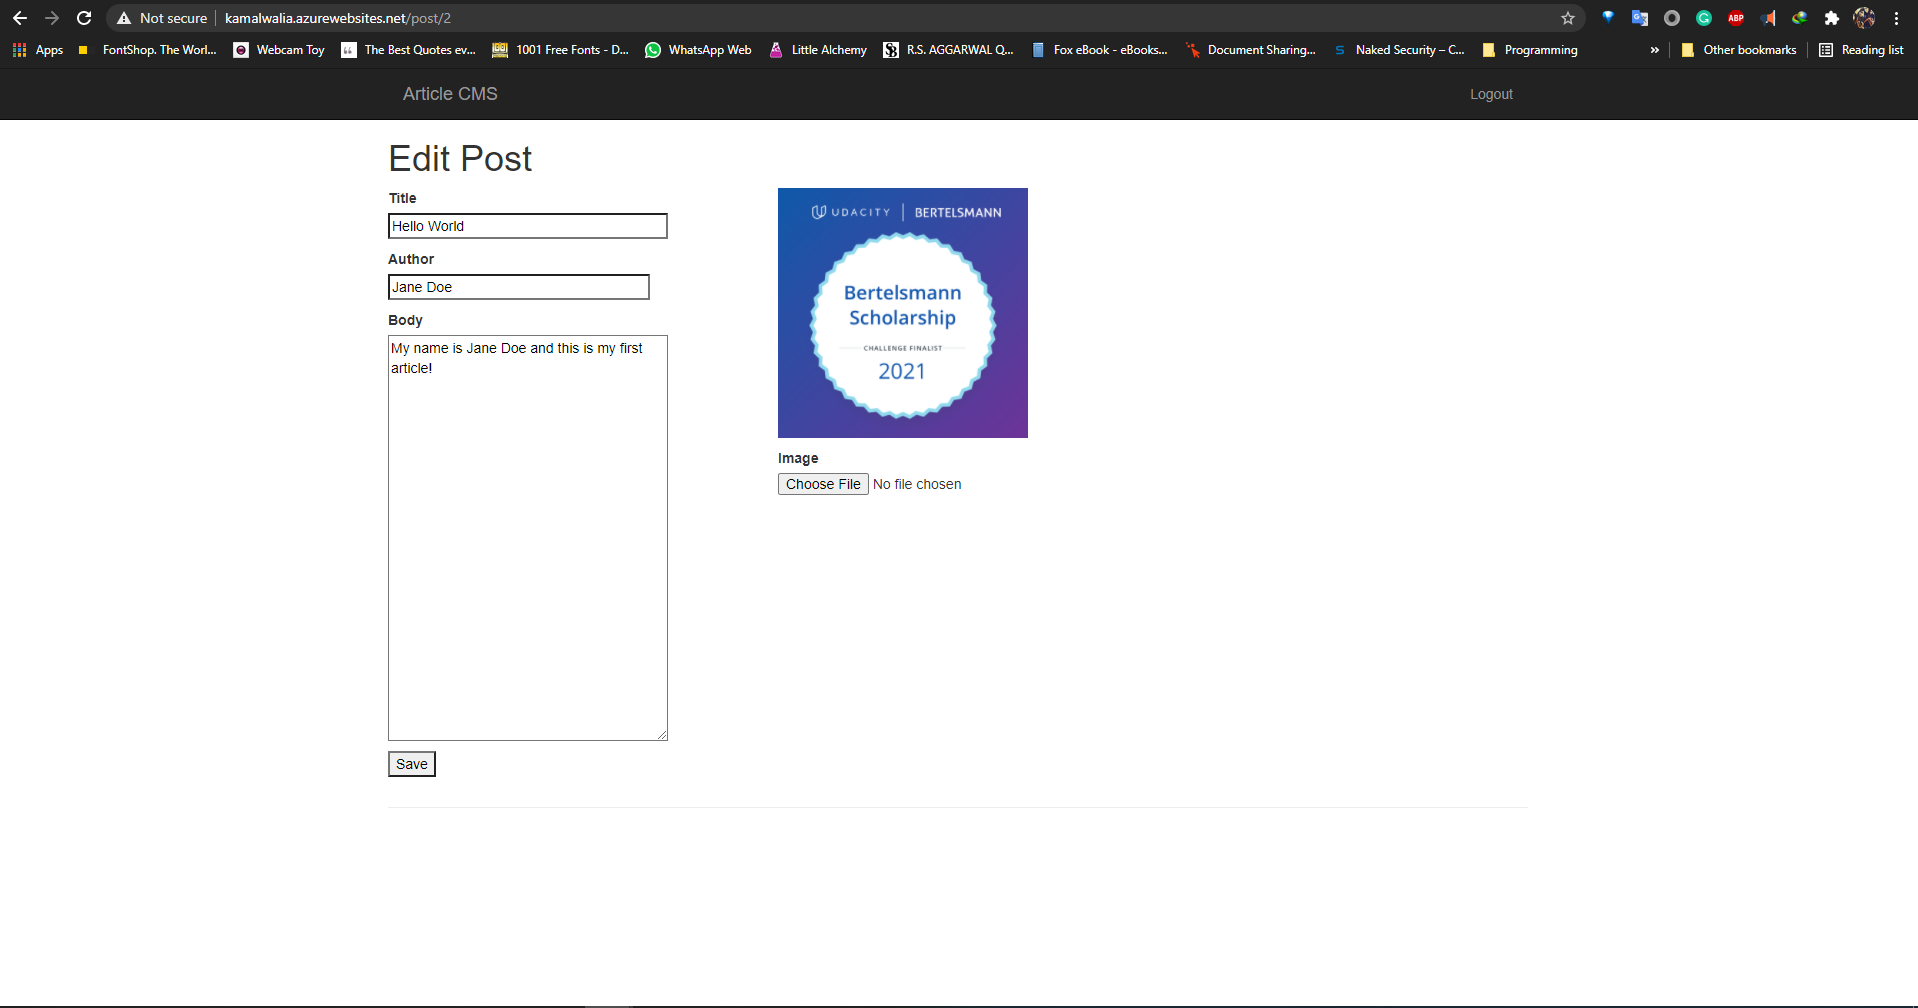 Not secure kamalwalia.azurewebsites.net/post/2
Apps FontShop. The Worl... Webcam Toy The Best Quotes ev... 1001 Free Fonts - D... WhatsApp Web Little Alchemy R.S. AGGARWAL Q... Fox eBook - eBooks... Document Sharing... Naked Security – C... Programming » Other bookmarks Reading list
Article CMS Logout
Edit Post
Title
Hello World
Author
Jane Doe
Body
My name is Jane Doe and this is my first
article!
Save
UDACITY BERTELSMANN
Bertelsmann
Scholarship
CHALLENGE FINALIST
2021
Image
Choose File No file chosen